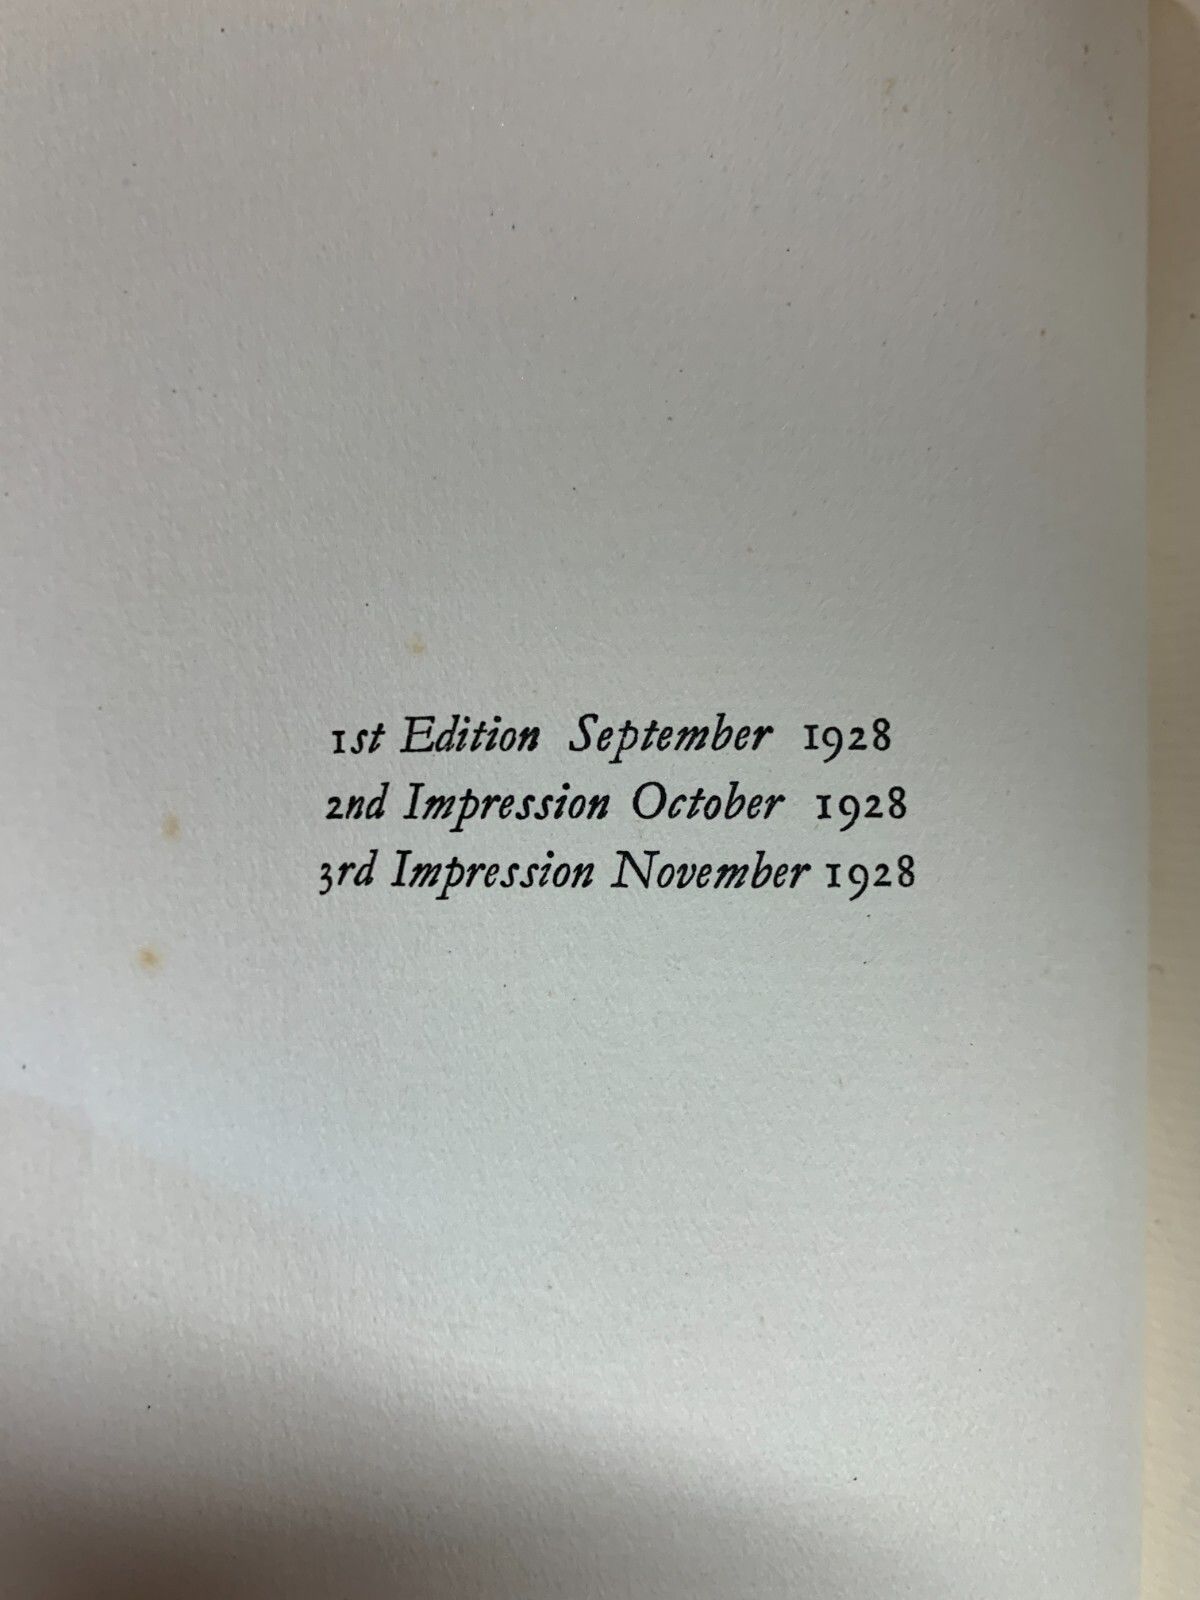 1st Edition September 1928
2nd Impression October 1928
3rd Impression November 1928